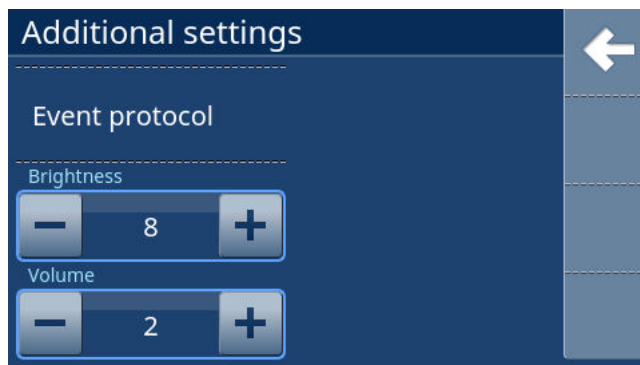 Additional settings
Event protocol
Brightness
8
Volume
2